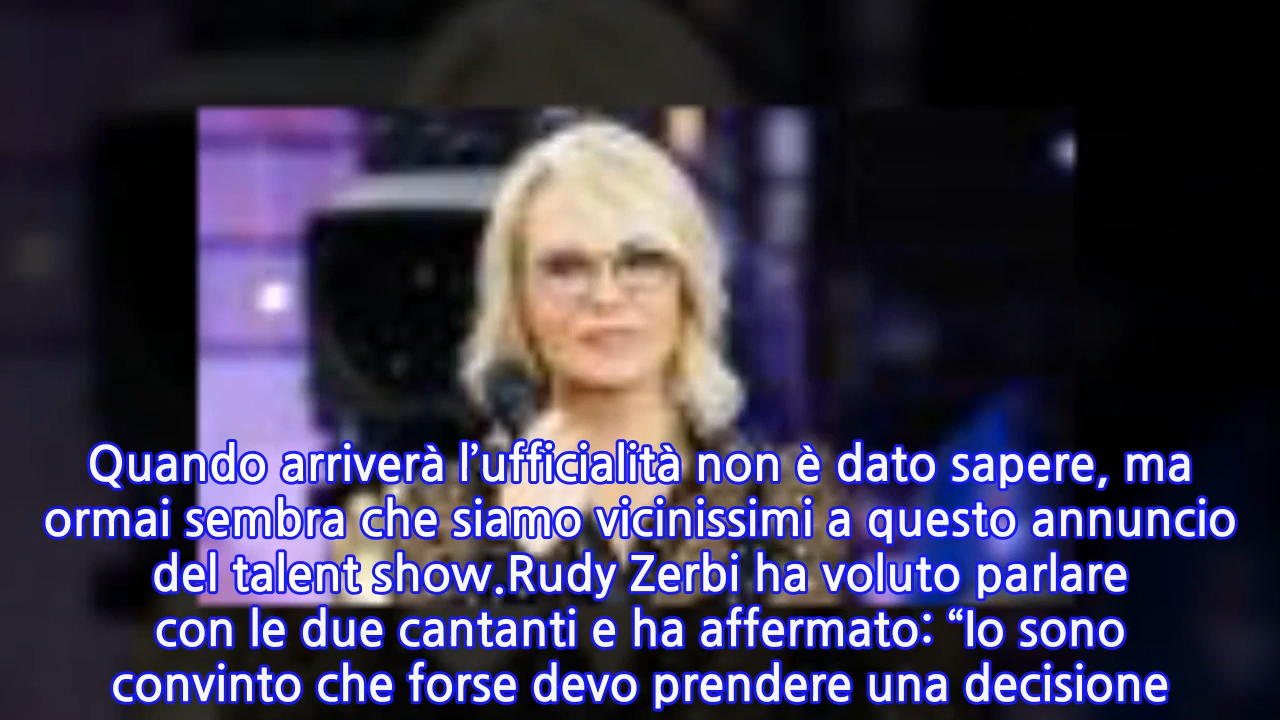 Quando arriverà l’ufficialità non è dato sapere, ma
ormai sembra che siamo vicinissimi a questo annuncio
del talent show.Rudy Zerbi ha voluto parlare
con le due cantanti e ha affermato: “Io sono
convinto che forse devo prendere una decisione